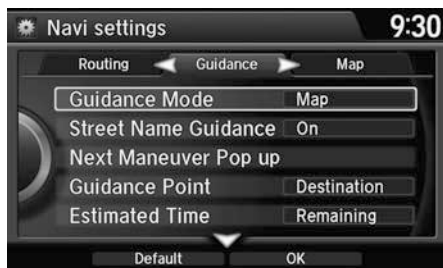 Navi settings 9:30
Routing Guidance Map
Guidance Mode Map
Street Name Guidance On
Next Maneuver Pop up
Guidance Point Destination
Estimated Time Remaining
Default OK